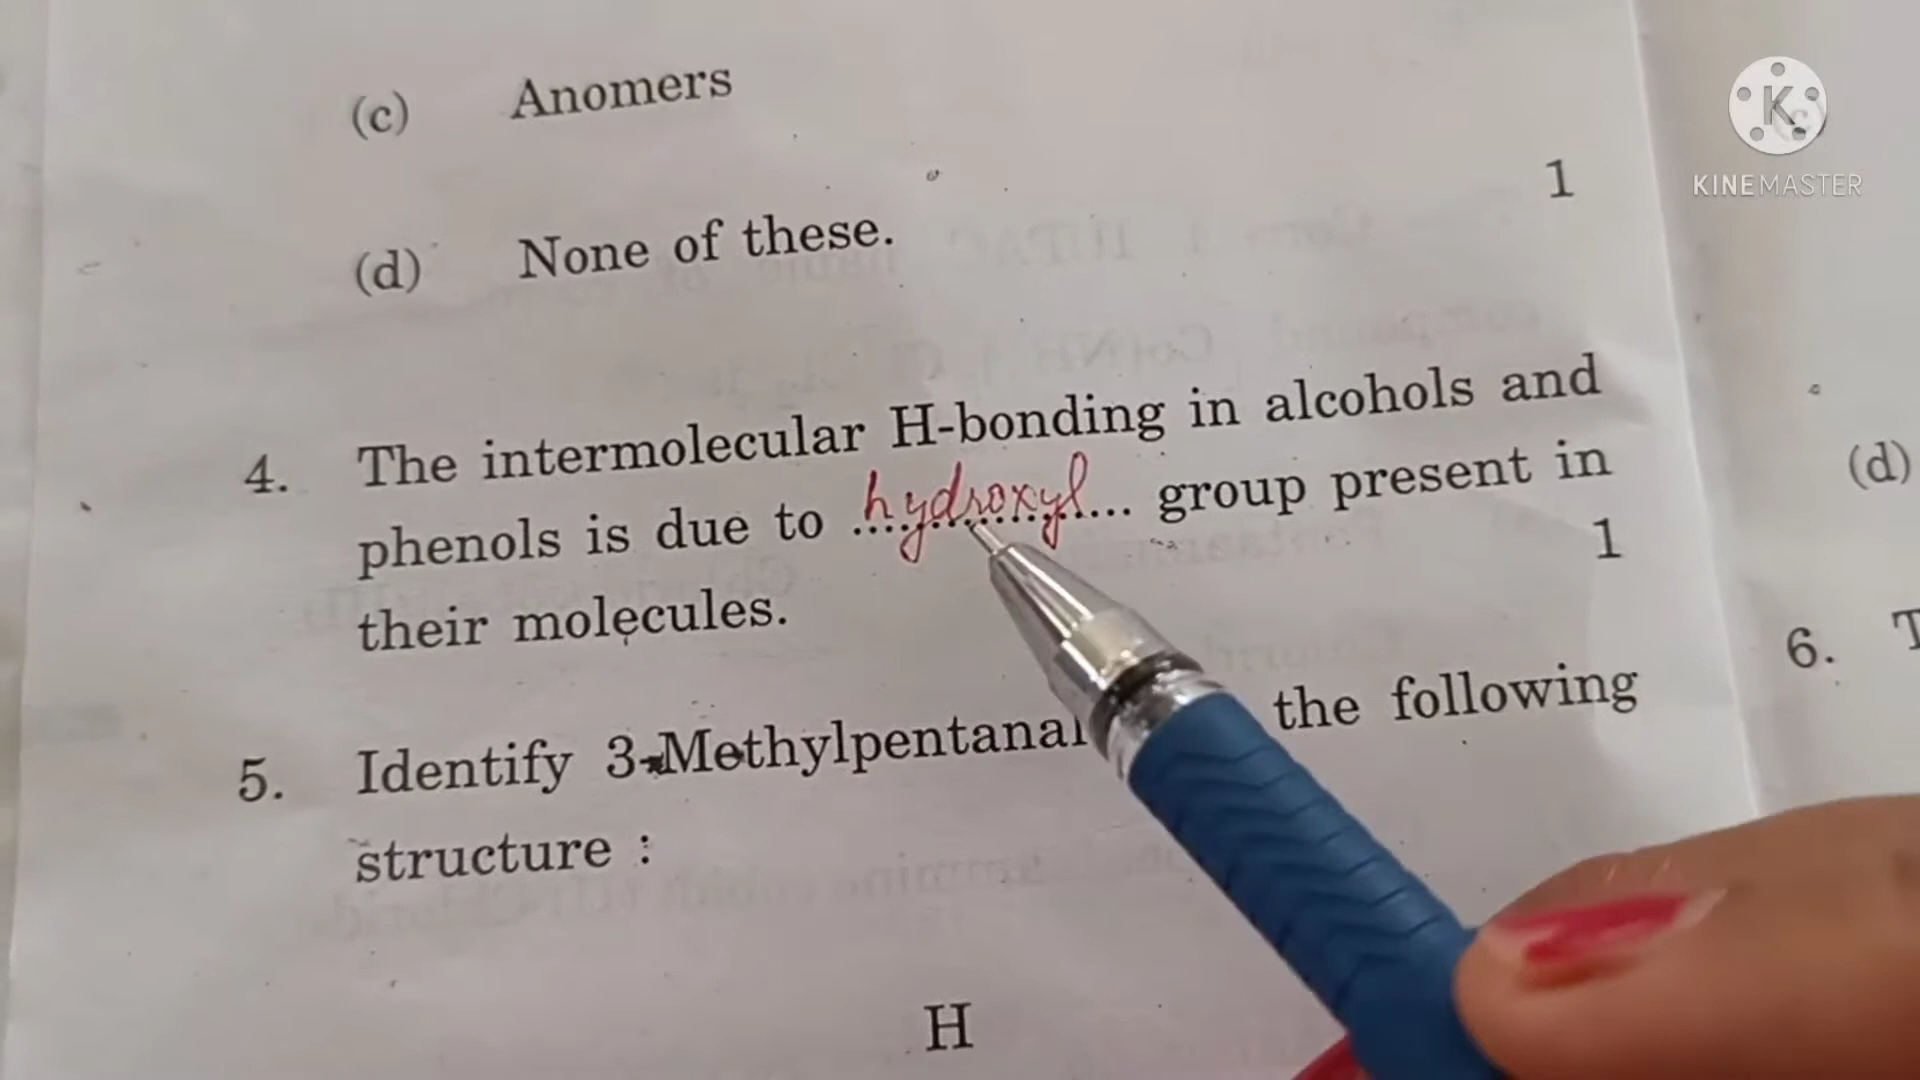 (c) Anomers
1
(d) None of these.
4. The intermolecular H-bonding in alcohols and
phenols is due to ...hydroxyl... group present in
their molecules. 1
5. Identify 3-Methylpentanal the following
structure :
H
(d)
6. T
K
KINEMASTER